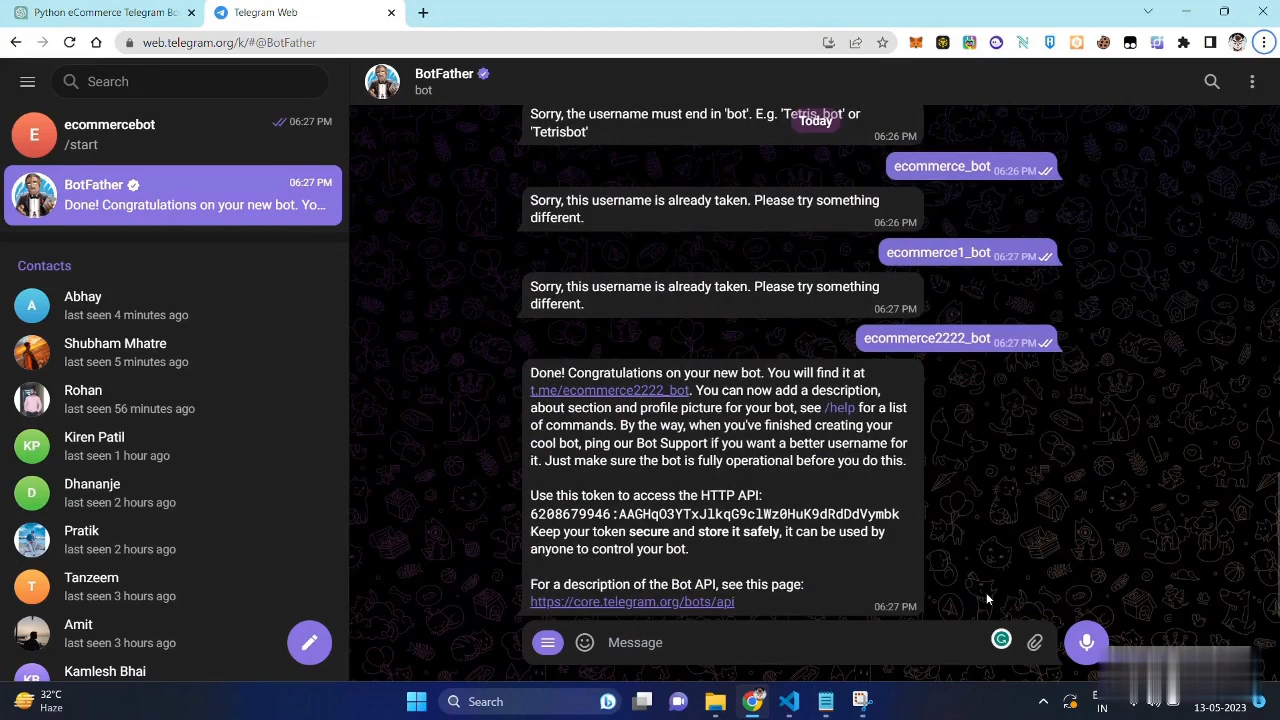 Python eCommerce Telegram Bot
Telegram Web
web.telegram.org/k/#@BotFather
Search
E
ecommercebot
06:27 PM
/start
BotFather
06:27 PM
Done! Congratulations on your new bot. Yo...
Contacts
A
Abhay
last seen 4 minutes ago
Shubham Mhatre
last seen 5 minutes ago
Rohan
last seen 56 minutes ago
KP
Kiren Patil
last seen 1 hour ago
D
Dhananje
last seen 2 hours ago
Pratik
last seen 2 hours ago
T
Tanzeem
last seen 3 hours ago
Amit
last seen 3 hours ago
KB
Kamlesh Bhai
BotFather
bot
Sorry, the username must end in 'bot'. E.g. 'Tetris_bot' or
'Tetrisbot'
06:26 PM
Today
ecommerce_bot 06:26 PM
Sorry, this username is already taken. Please try something
different.
06:26 PM
ecommerce1_bot 06:27 PM
Sorry, this username is already taken. Please try something
different.
06:27 PM
ecommerce2222_bot 06:27 PM
Done! Congratulations on your new bot. You will find it at
t.me/ecommerce2222_bot. You can now add a description,
about section and profile picture for your bot, see /help for a list
of commands. By the way, when you've finished creating your
cool bot, ping our Bot Support if you want a better username for
it. Just make sure the bot is fully operational before you do this.
Use this token to access the HTTP API:
6208679946:AAGHqO3YTxJlkqG9clWz0HuK9dRdDdVymbk
Keep your token secure and store it safely, it can be used by
anyone to control your bot.
For a description of the Bot API, see this page:
https://core.telegram.org/bots/api
06:27 PM
Message
32°C
Haze
Search
IN
13-05-2023